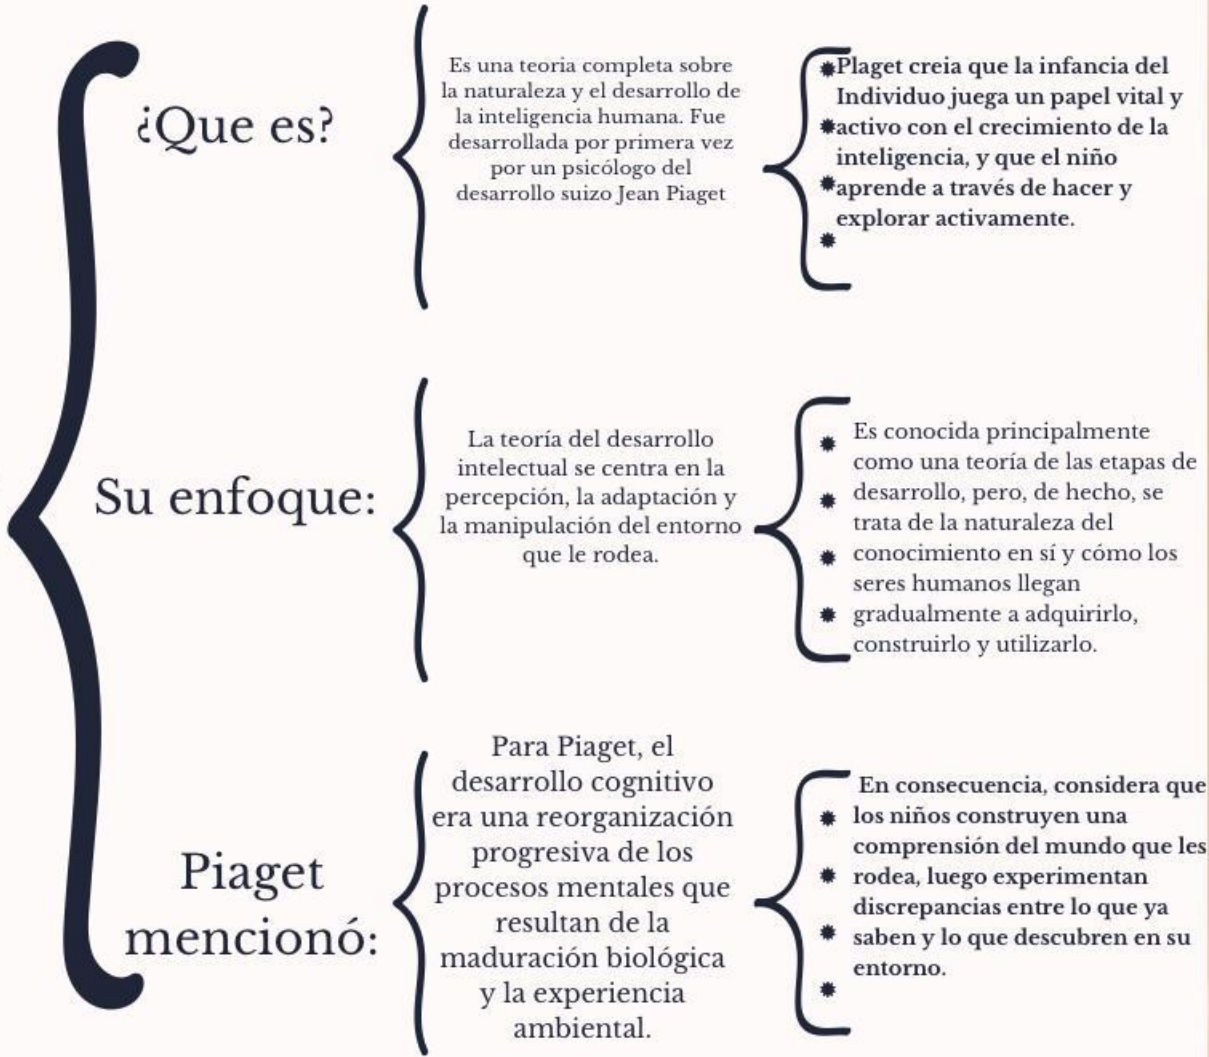 ¿Que es?
Es una teoria completa sobre
la naturaleza y el desarrollo de
la inteligencia humana. Fue
desarrollada por primera vez
por un psicólogo del
desarrollo suizo Jean Piaget
Plaget creia que la infancia del
Individuo juega un papel vital y
activo con el crecimiento de la
inteligencia, y que el niño
aprende a través de hacer y
explorar activamente.
Su enfoque:
La teoría del desarrollo
intelectual se centra en la
percepción, la adaptación y
la manipulación del entorno
que le rodea.
Es conocida principalmente
como una teoría de las etapas de
desarrollo, pero, de hecho, se
trata de la naturaleza del
conocimiento en sí y cómo los
seres humanos llegan
gradualmente a adquirirlo,
construirlo y utilizarlo.
Piaget
mencionó:
Para Piaget, el
desarrollo cognitivo
era una reorganización
progresiva de los
procesos mentales que
resultan de la
maduración biológica
y la experiencia
ambiental.
En consecuencia, considera que
los niños construyen una
comprensión del mundo que les
rodea, luego experimentan
discrepancias entre lo que ya
saben y lo que descubren en su
entorno.